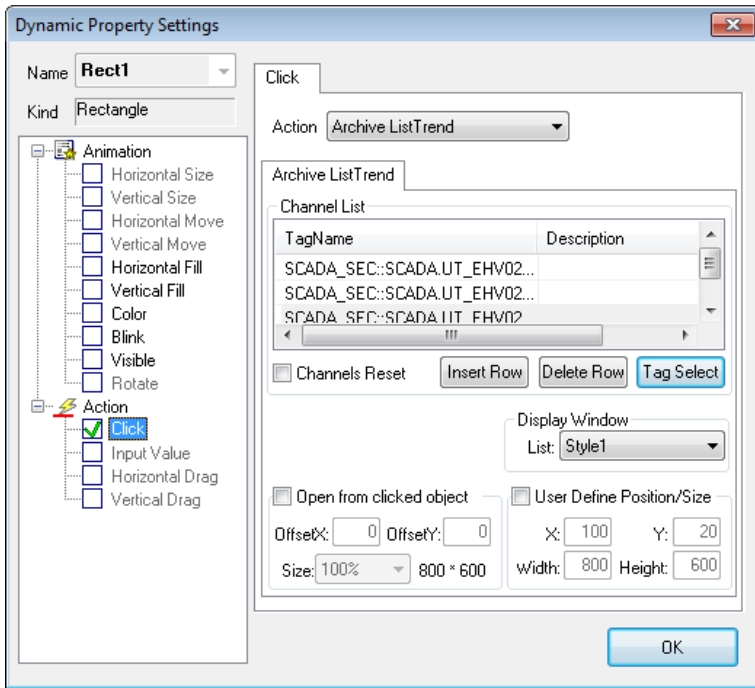 Dynamic Property Settings
Name Rect1
Kind Rectangle
Animation
Horizontal Size
Vertical Size
Horizontal Move
Vertical Move
Horizontal Fill
Vertical Fill
Color
Blink
Visible
Rotate
Action
Click
Input Value
Horizontal Drag
Vertical Drag
Click
Action Archive ListTrend
Archive ListTrend
Channel List
TagName Description
SCADA_SEC::SCADA.UT_EHV02...
SCADA_SEC::SCADA.UT_EHV02...
SCADA_SEC::SCADA.UT_EHV02
Channels Reset Insert Row Delete Row Tag Select
Display Window
List: Style1
Open from clicked object
OffsetX: 0 OffsetY: 0
Size: 100% 800 * 600
User Define Position/Size
X: 100 Y: 20
Width: 800 Height: 600
OK